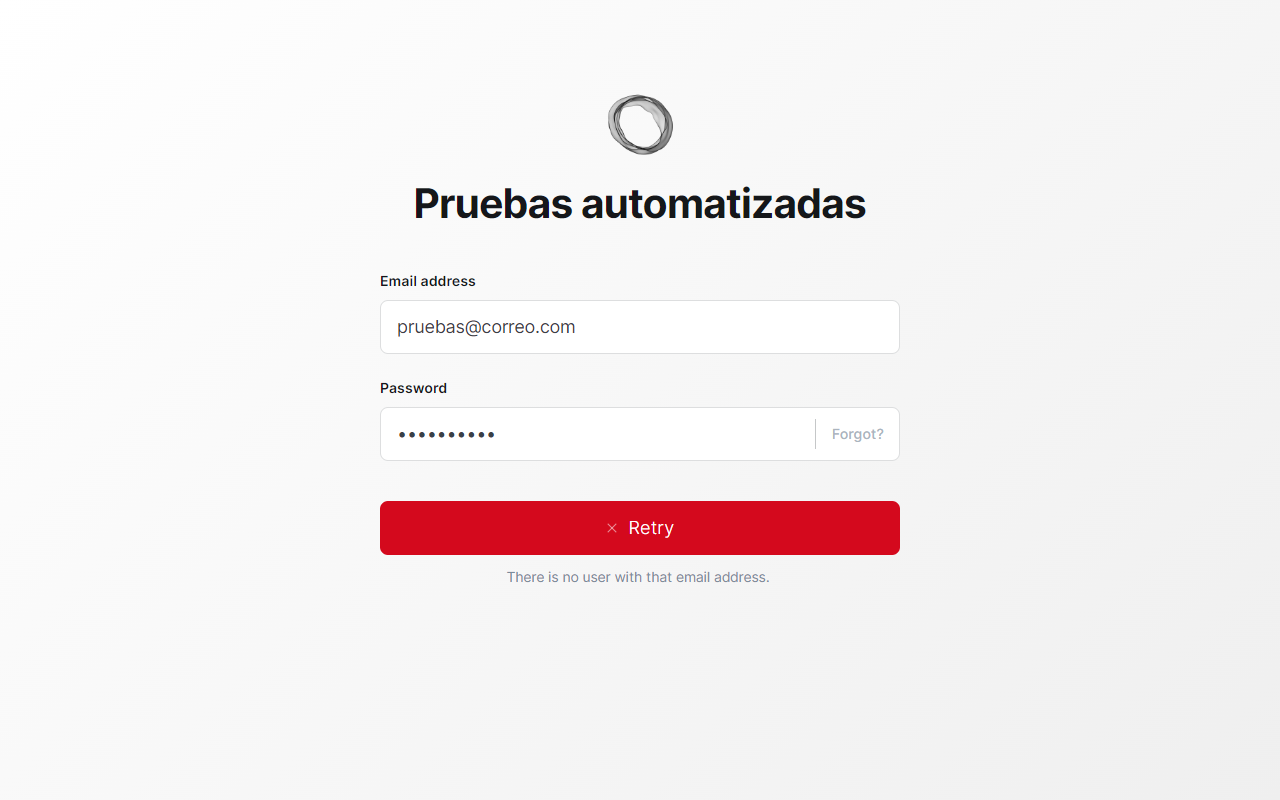 Pruebas automatizadas
Email address
pruebas@correo.com
Password
••••••••••
Forgot?
× Retry
There is no user with that email address.